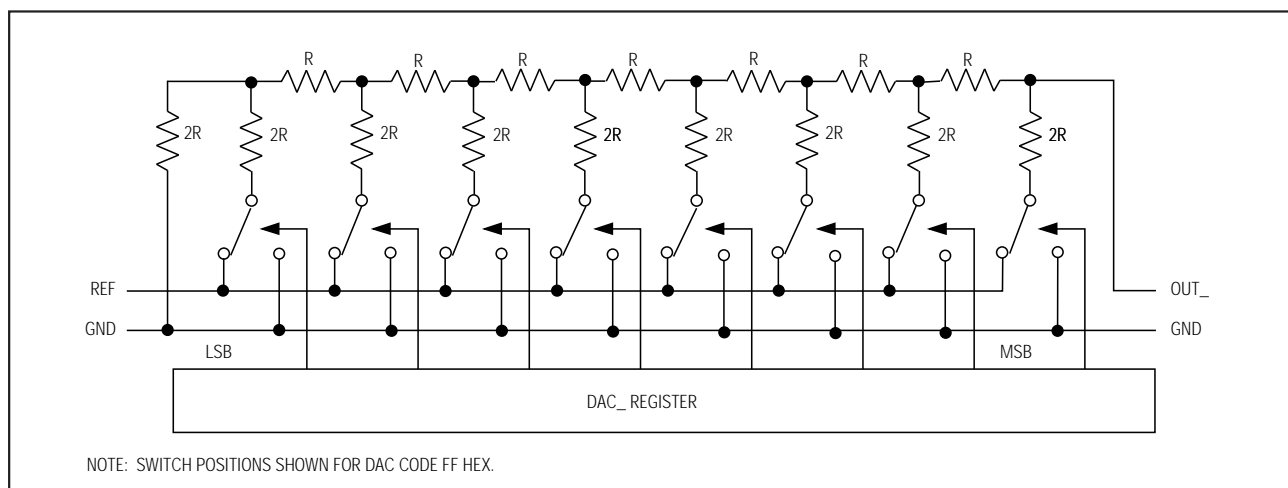 R R R R R R R
2R 2R 2R 2R 2R 2R 2R 2R 2R
REF OUT_
GND GND
LSB MSB
DAC_ REGISTER
NOTE: SWITCH POSITIONS SHOWN FOR DAC CODE FF HEX.